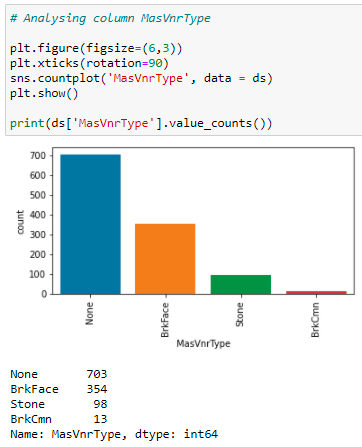 # Analysing column MasVnrType
plt.figure(figsize=(6,3))
plt.xticks(rotation=90)
sns.countplot('MasVnrType', data = ds)
plt.show()
print(ds['MasVnrType'].value_counts())
700
600
500
400
300
200
100
0
count
None
BrkFace
Stone
BrkCmn
MasVnrType
None 703
BrkFace 354
Stone 98
BrkCmn 13
Name: MasVnrType, dtype: int64